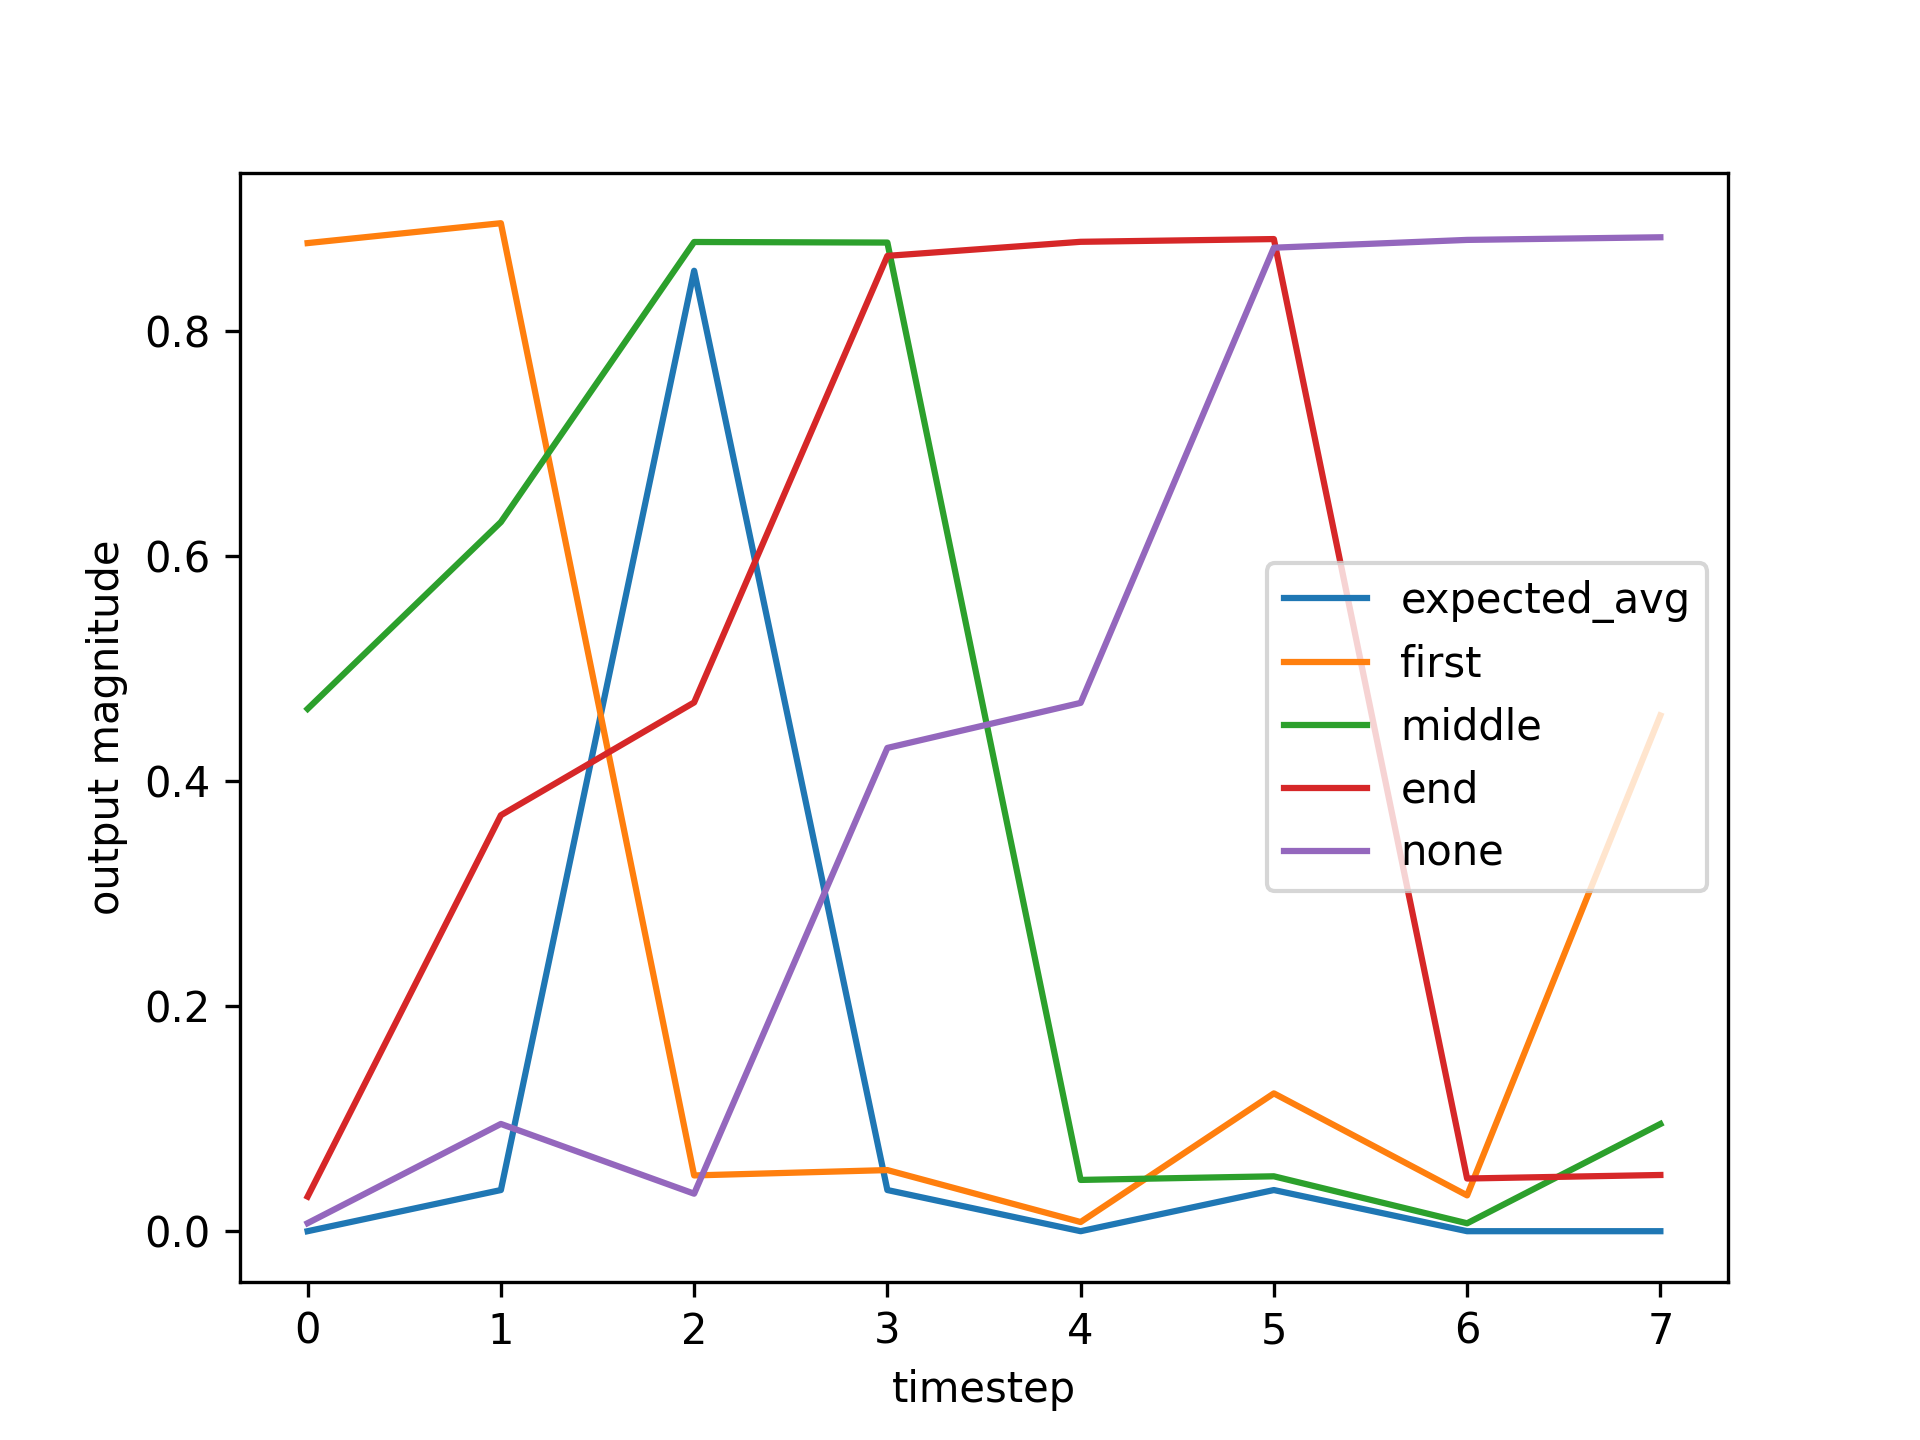 output magnitude
0.8
0.6
0.4
0.2
0.0
expected_avg
first
middle
end
none
0 1 2 3 4 5 6 7
timestep